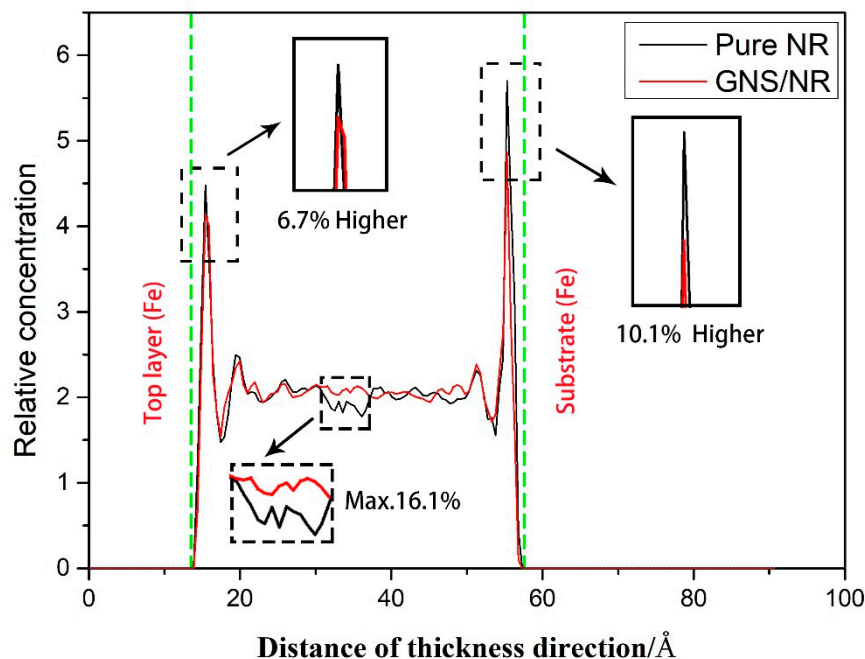 Relative concentration
6
5
4
3
2
1
0
0
20
40
60
80
100
Distance of thickness direction/Å
Pure NR
GNS/NR
6.7% Higher
10.1% Higher
Top layer (Fe)
Substrate (Fe)
Max.16.1%